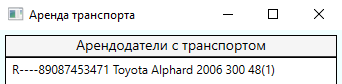 Аренда транспорта
Арендодатели с транспортом
R----89087453471 Toyota Alphard 2006 300 48(1)